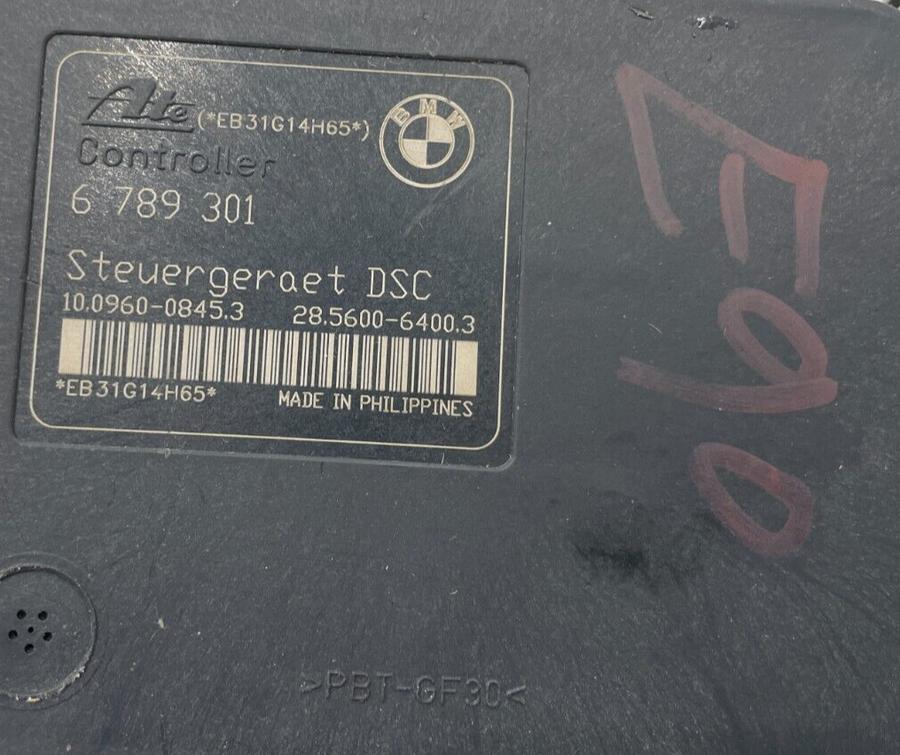 Ate (*EB31G14H65*)
BMW
Controller
6 789 301
Steuergeraet DSC
10.0960-0845.3 28.5600-6400.3
*EB31G14H65* MADE IN PHILIPPINES
E90
>PBT-GF30<